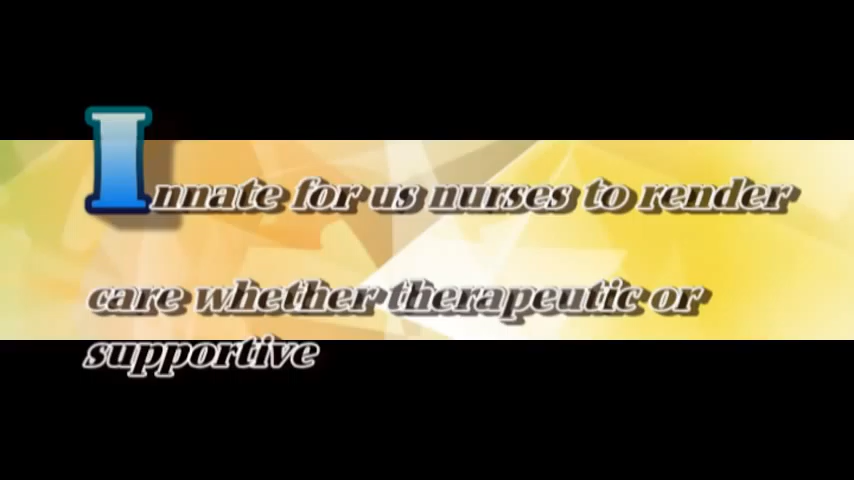 Innate for us nurses to render
care whether therapeutic or
supportive